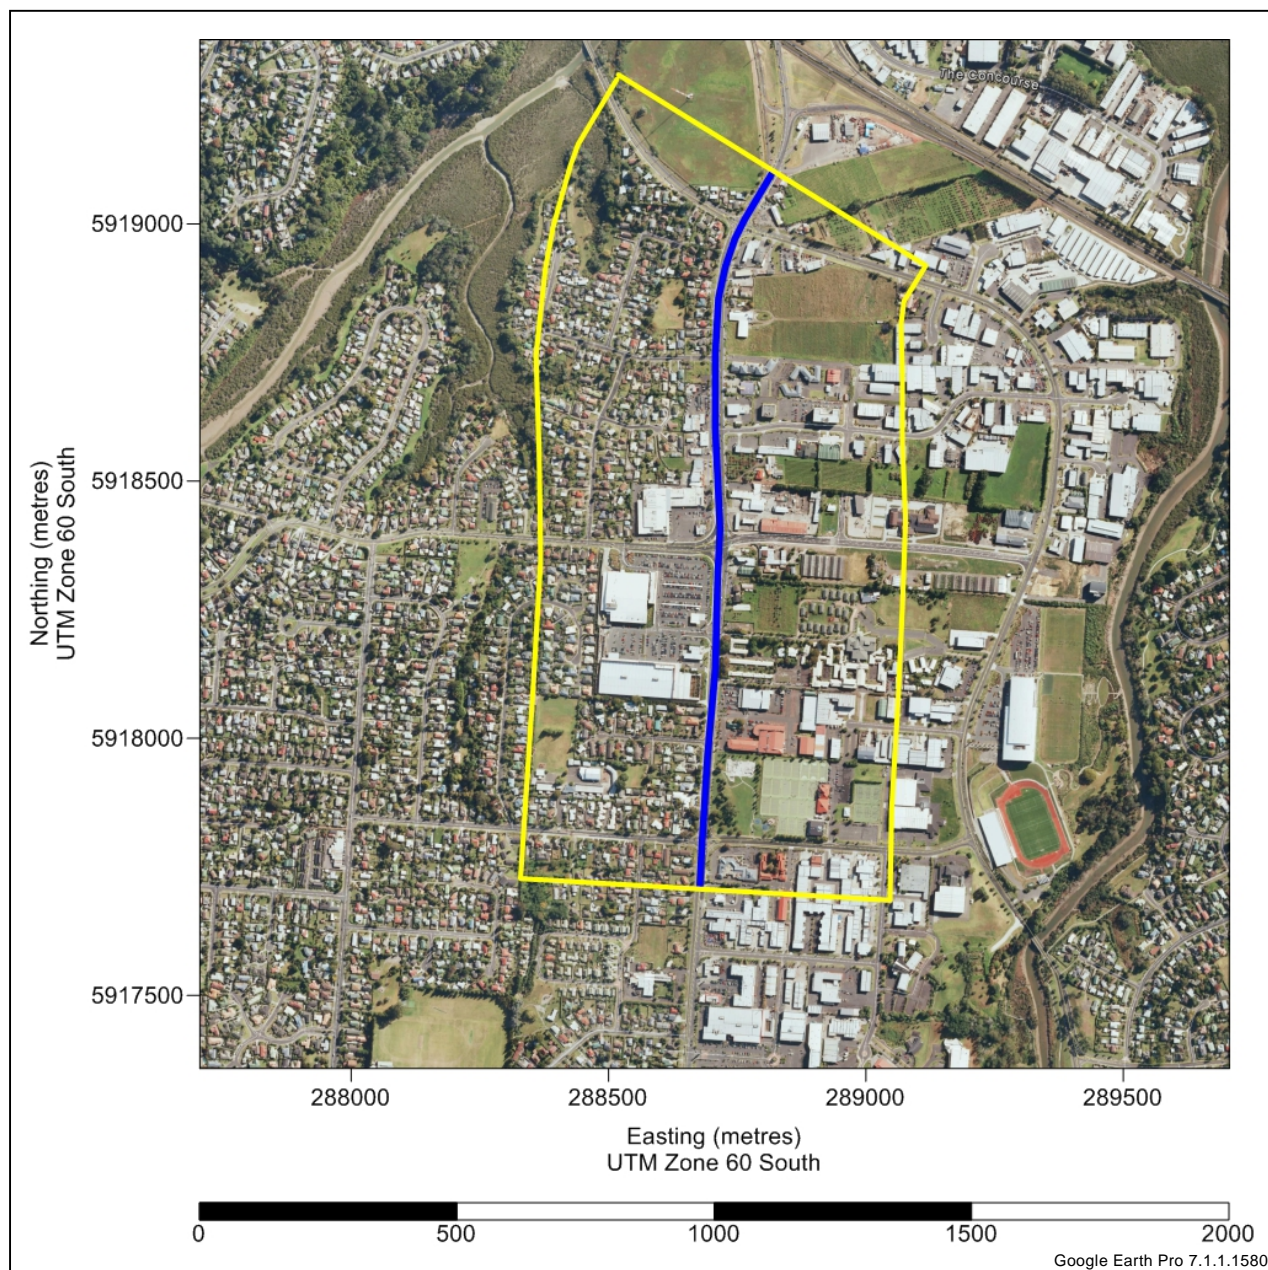 The Concourse
5919000
5918500
5918000
5917500
Northing (metres)
UTM Zone 60 South
288000
288500
289000
289500
Easting (metres)
UTM Zone 60 South
0
500
1000
1500
2000
Google Earth Pro 7.1.1.1580